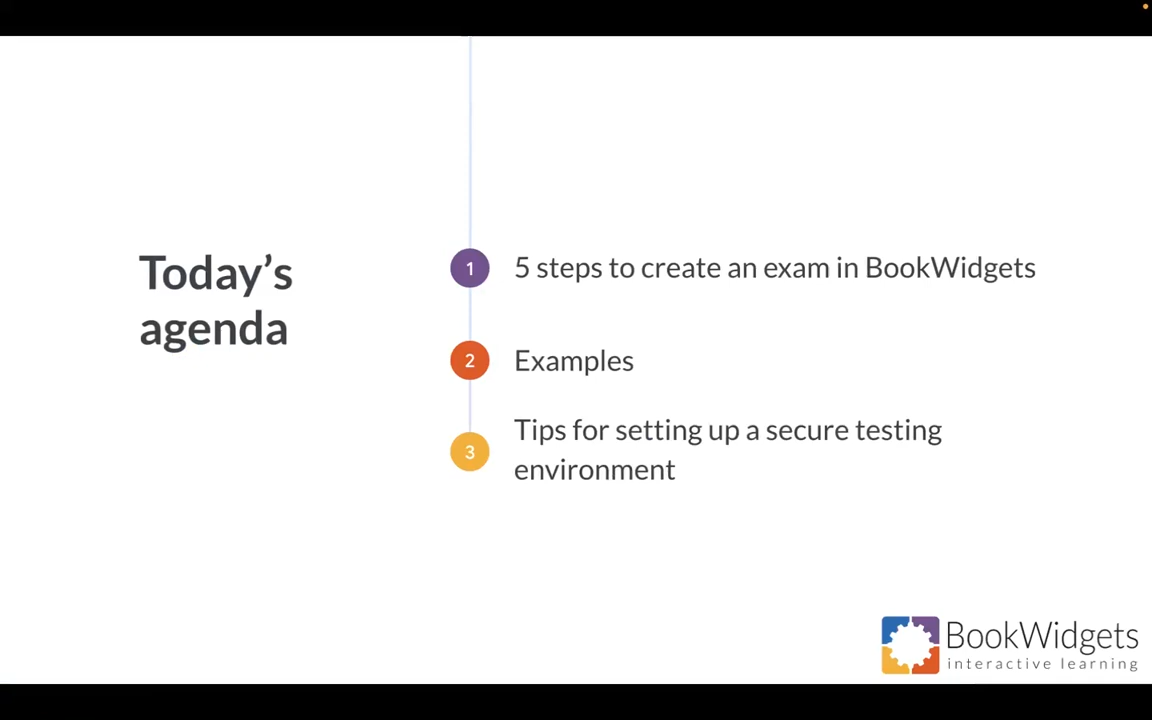 Today’s
agenda
1
5 steps to create an exam in BookWidgets
2
Examples
3
Tips for setting up a secure testing
environment
BookWidgets
interactive learning